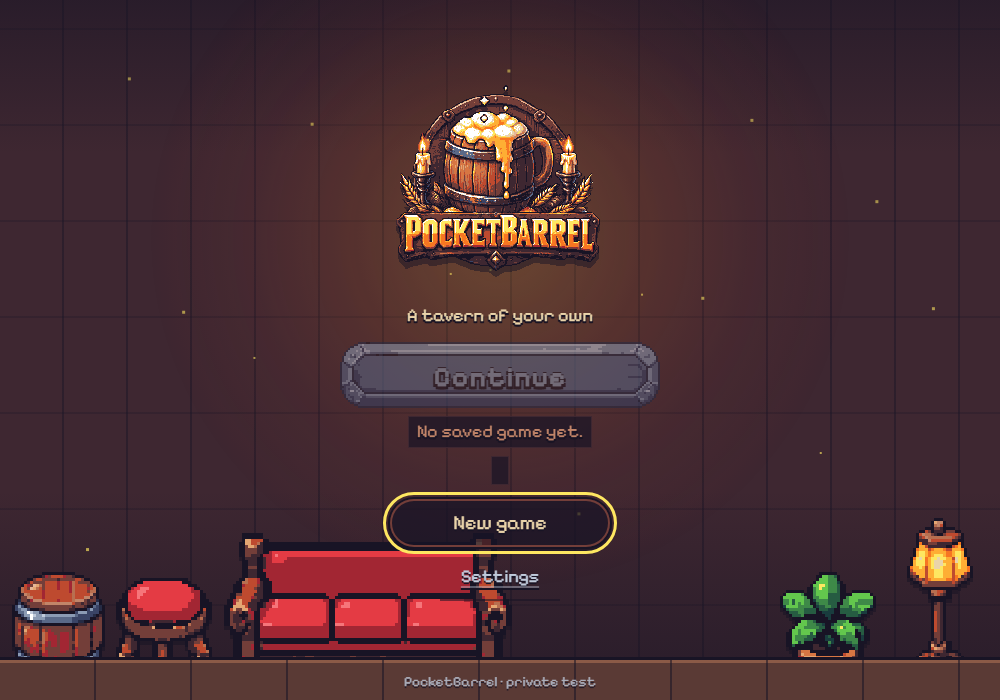 POCKETBARREL
A tavern of your own
Continue
No saved game yet.
New game
Settings
PocketBarrel · private test